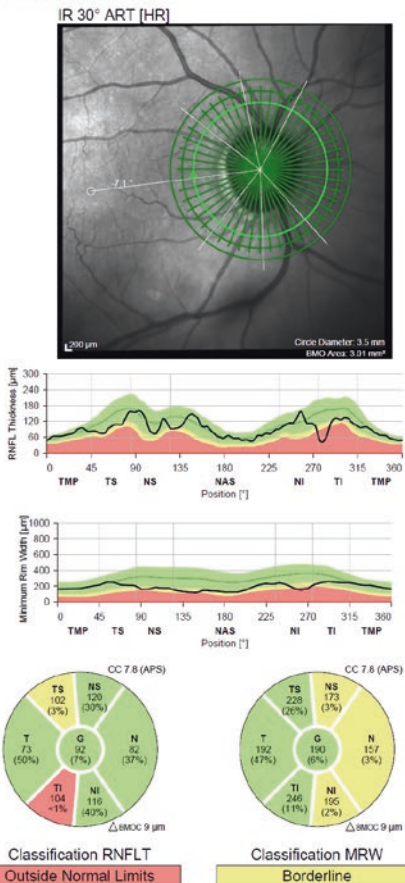 IR 30° ART [HR]
-7.1 °
200 µm
Circle Diameter: 3.5 mm
BMO Area: 3.01 mm²
RNFL Thickness [µm]
300
240
180
120
60
0
0 45 90 135 180 225 270 315 360
TMP TS NS NAS NI TI TMP
Position [°]
Minimum Rim Width [µm]
1000
800
600
400
200
0
0 45 90 135 180 225 270 315 360
TMP TS NS NAS NI TI TMP
Position [°]
CC 7.8 (APS)
TS
102
(3%)
NS
120
(30%)
T
73
(50%)
G
92
(7%)
N
82
(37%)
TI
104
<1%
NI
116
(40%)
△BMOC 9 µm
Classification RNFLT
Outside Normal Limits
CC 7.8 (APS)
TS
228
(26%)
NS
173
(3%)
T
192
(47%)
G
190
(6%)
N
157
(3%)
TI
246
(11%)
NI
195
(2%)
△BMOC 9 µm
Classification MRW
Borderline